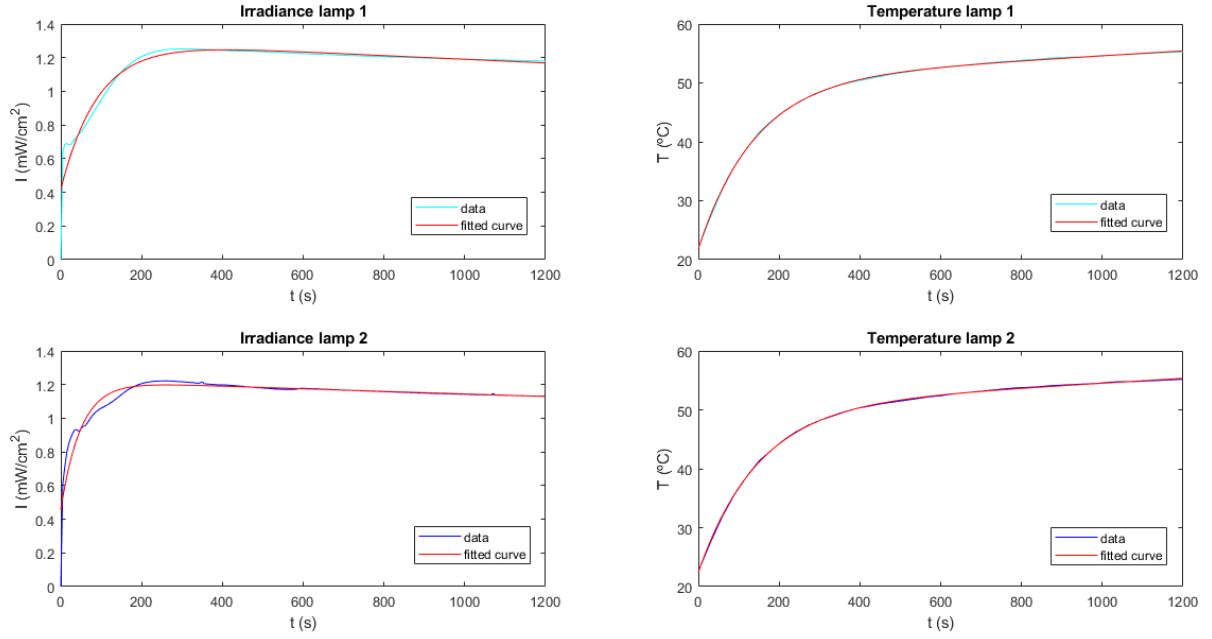 Irradiance lamp 1
1.4
1.2
1
0.8
0.6
0.4
0.2
0
I (mW/cm2)
data
fitted curve
0 200 400 600 800 1000 1200
t (s)
Temperature lamp 1
60
50
40
30
20
T (ºC)
data
fitted curve
0 200 400 600 800 1000 1200
t (s)
Irradiance lamp 2
1.4
1.2
1
0.8
0.6
0.4
0.2
0
I (mW/cm2)
data
fitted curve
0 200 400 600 800 1000 1200
t (s)
Temperature lamp 2
60
50
40
30
20
T (ºC)
data
fitted curve
0 200 400 600 800 1000 1200
t (s)